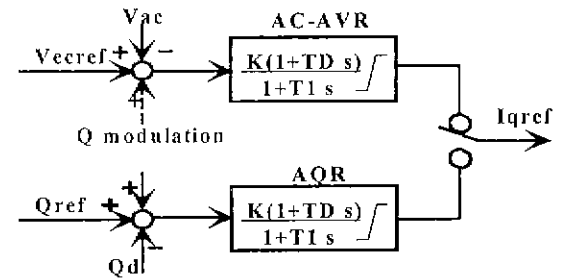 Vac
AC-AVR
Vecref + −
K(1+TD s)
1+T1 s
+
Q modulation
Iqref
AQR
+
Qref +
K(1+TD s)
1+T1 s
−
Qd